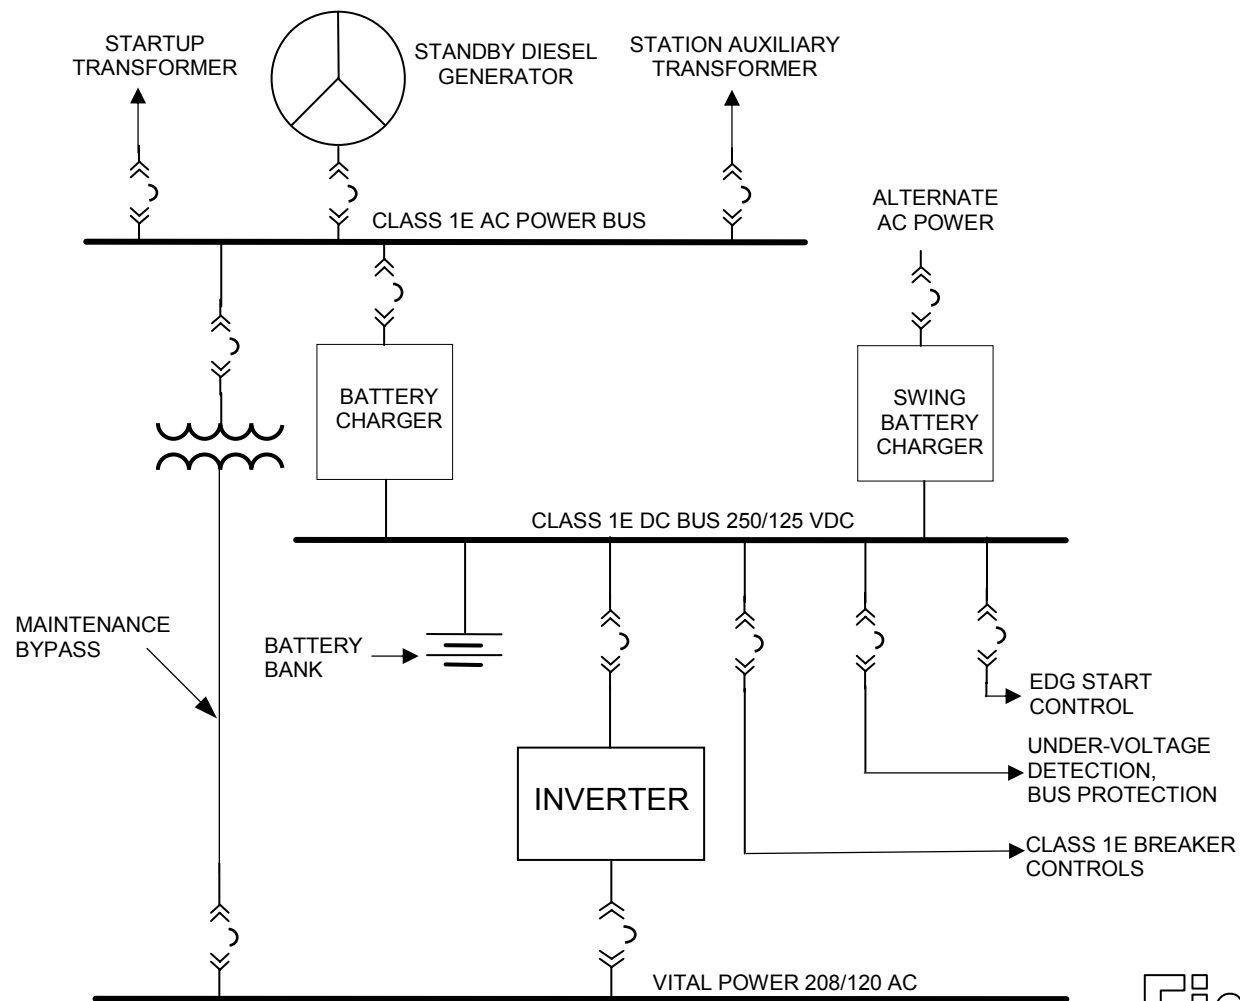 STARTUP
TRANSFORMER
STANDBY DIESEL
GENERATOR
STATION AUXILIARY
TRANSFORMER
CLASS 1E AC POWER BUS
ALTERNATE
AC POWER
BATTERY
CHARGER
SWING
BATTERY
CHARGER
CLASS 1E DC BUS 250/125 VDC
MAINTENANCE
BYPASS
BATTERY
BANK
EDG START
CONTROL
UNDER-VOLTAGE
DETECTION,
BUS PROTECTION
INVERTER
CLASS 1E BREAKER
CONTROLS
VITAL POWER 208/120 AC